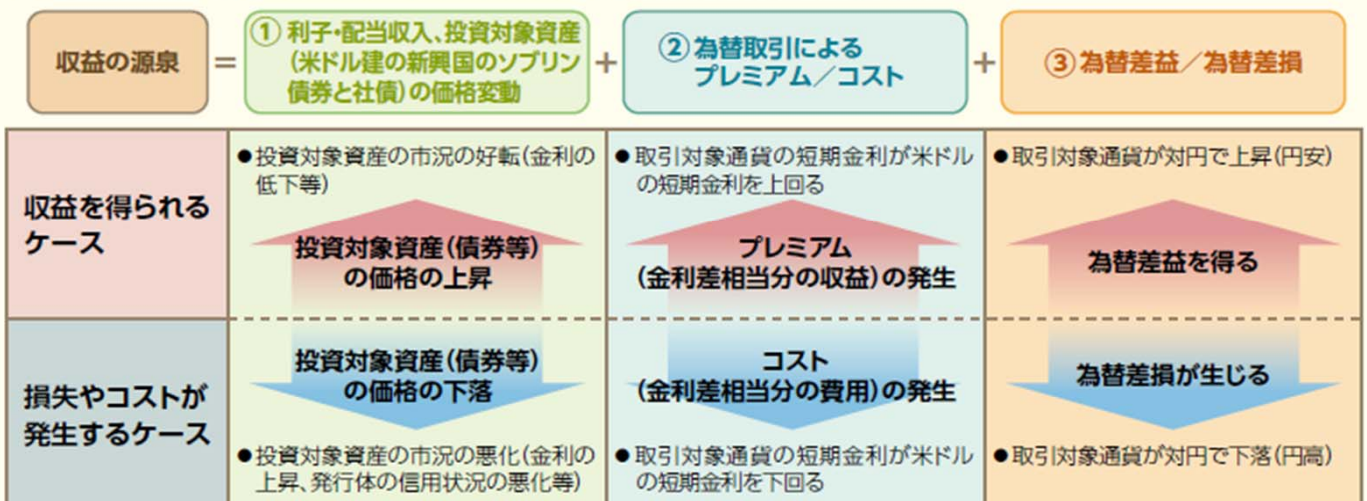 収益の源泉
=
①利子・配当収入、投資対象資産
(米ドル建の新興国のソブリン
債券と社債)の価格変動
+
②為替取引による
プレミアム/コスト
+
③為替差益/為替差損
収益を得られる
ケース
●投資対象資産の市況の好転(金利の
低下等)
投資対象資産(債券等)
の価格の上昇
●取引対象通貨の短期金利が米ドル
の短期金利を上回る
プレミアム
(金利差相当分の収益)の発生
●取引対象通貨が対円で上昇(円安)
為替差益を得る
損失やコストが
発生するケース
投資対象資産(債券等)
の価格の下落
●投資対象資産の市況の悪化(金利の
上昇、発行体の信用状況の悪化等)
コスト
(金利差相当分の費用)の発生
●取引対象通貨の短期金利が米ドル
の短期金利を下回る
為替差損が生じる
●取引対象通貨が対円で下落(円高)